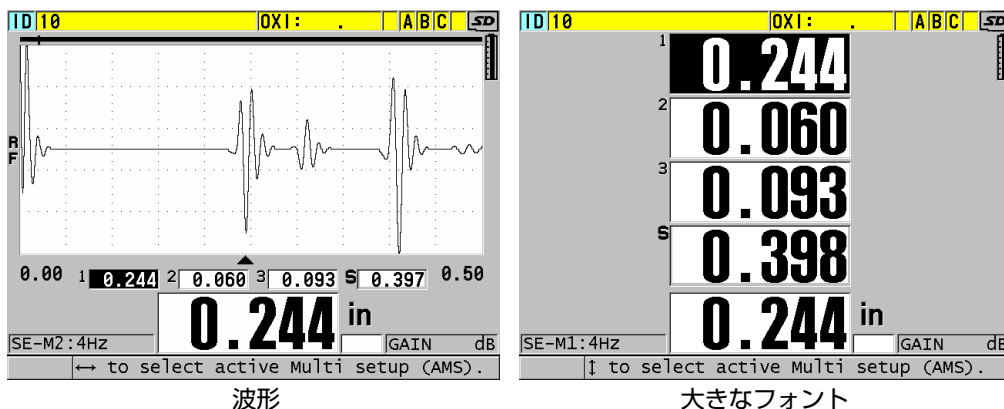 ID 10 OXI: . A B C SD
RF
0.00 1 0.244 2 0.060 3 0.093 S 0.397 0.50
0.244 in
SE-M2:4Hz GAIN dB
↔ to select active Multi setup (AMS).
波形
ID 10 OXI: . A B C SD
1 0.244
2 0.060
3 0.093
S 0.398
0.244 in
SE-M1:4Hz GAIN dB
↕ to select active Multi setup (AMS).
大きなフォント